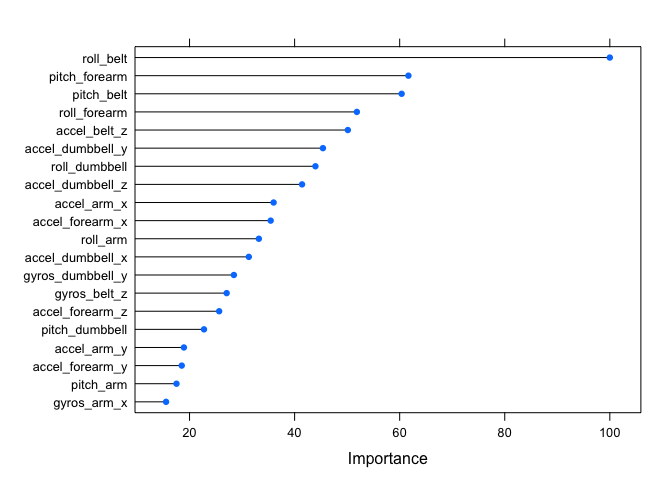 roll_belt
pitch_forearm
pitch_belt
roll_forearm
accel_belt_z
accel_dumbbell_y
roll_dumbbell
accel_dumbbell_z
accel_arm_x
accel_forearm_x
roll_arm
accel_dumbbell_x
gyros_dumbbell_y
gyros_belt_z
accel_forearm_z
pitch_dumbbell
accel_arm_y
accel_forearm_y
pitch_arm
gyros_arm_x
20 40 60 80 100
Importance